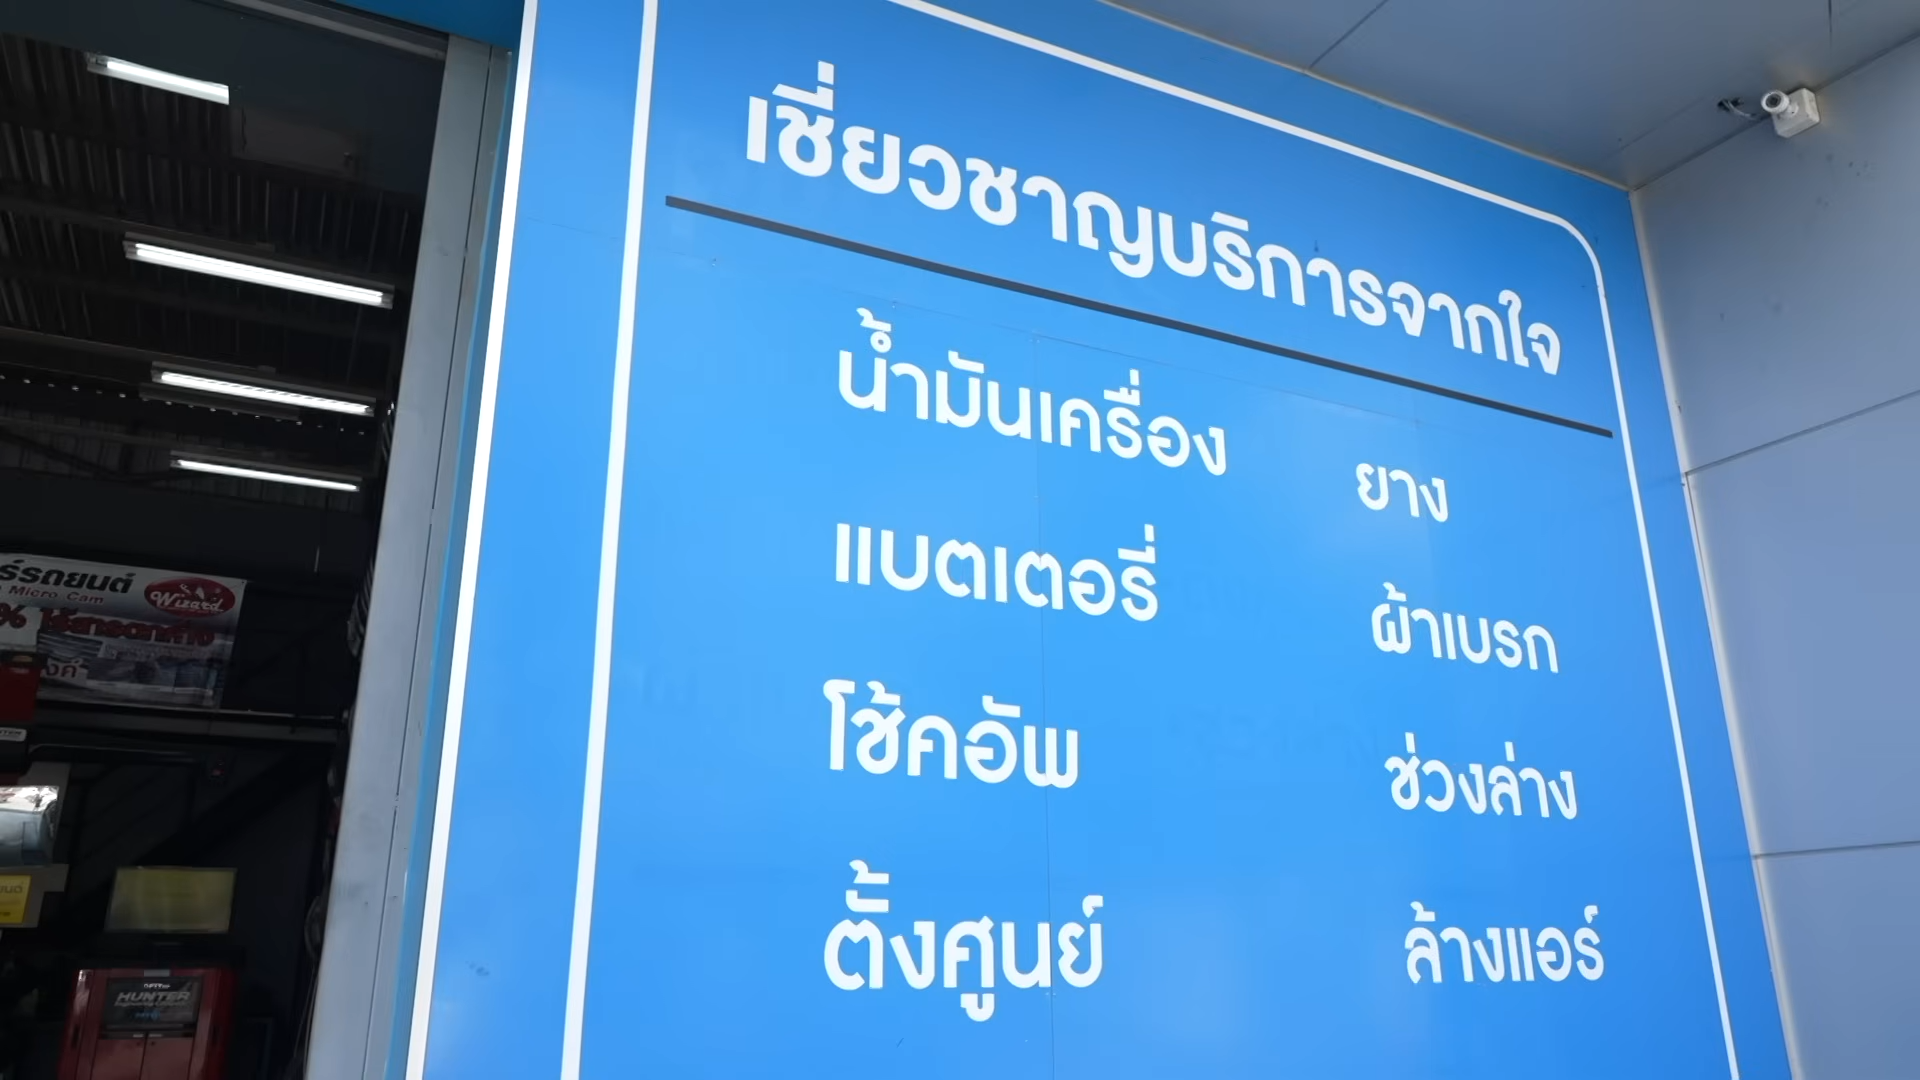 เชี่ยวชาญบริการจากใจ
น้ำมันเครื่อง
ยาง
แบตเตอรี่
ผ้าเบรก
โช้คอัพ
ช่วงล่าง
ตั้งศูนย์
ล้างแอร์
ร์รถยนต์
Micro Cam
Wizard
HUNTER